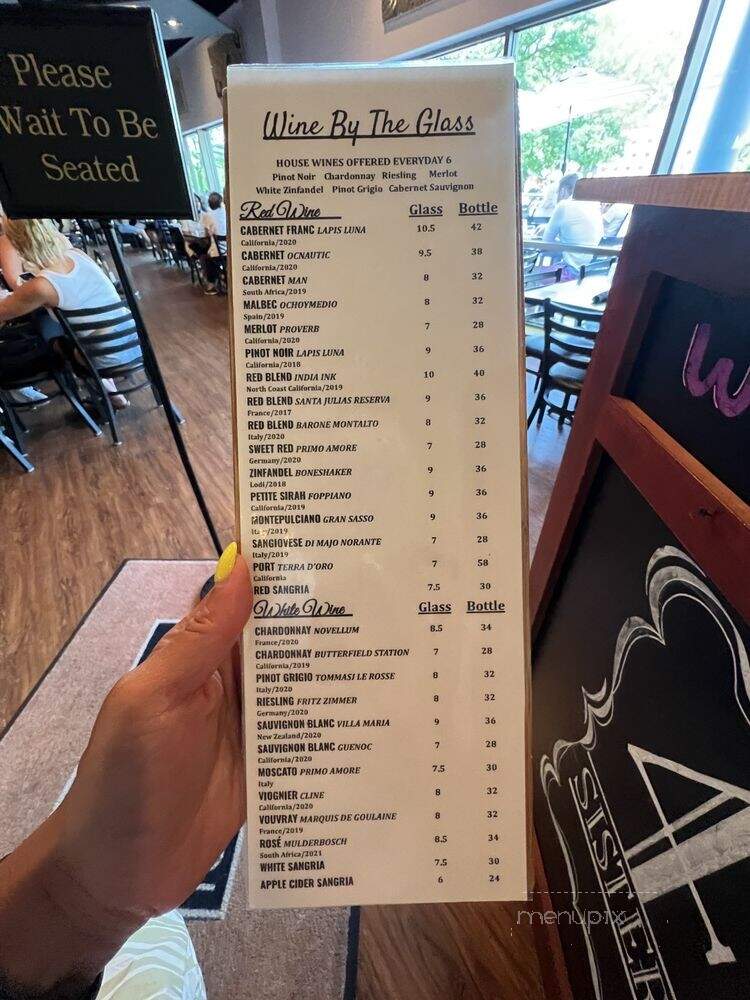 Please
Wait To Be
Seated
Wine By The Glass
HOUSE WINES OFFERED EVERYDAY 6
Pinot Noir Chardonnay Riesling Merlot
White Zinfandel Pinot Grigio Cabernet Sauvignon
Red Wine Glass Bottle
CABERNET FRANC LAPIS LUNA 10.5 42
California/2020
CABERNET OCNAUTIC 9.5 38
California/2020
CABERNET MAN 8 32
South Africa/2019
MALBEC OCHOYMEDIO 8 32
Spain/2019
MERLOT PROVERB 7 28
California/2020
PINOT NOIR LAPIS LUNA 9 36
California/2018
RED BLEND INDIA INK 10 40
North Coast California/2019
RED BLEND SANTA JULIAS RESERVA 9 36
France/2017
RED BLEND BARONE MONTALTO 8 32
Italy/2020
SWEET RED PRIMO AMORE 7 28
Germany/2020
ZINFANDEL BONESHAKER 9 36
Lodi/2018
PETITE SIRAH FOPPIANO 9 36
California/2019
MONTEPULCIANO GRAN SASSO 9 36
Italy/2019
SANGIOVESE DI MAJO NORANTE 7 28
Italy/2019
PORT TERRA D'ORO 7 58
California
RED SANGRIA 7.5 30
White Wine Glass Bottle
CHARDONNAY NOVELLUM 8.5 34
France/2020
CHARDONNAY BUTTERFIELD STATION 7 28
California/2019
PINOT GRIGIO TOMMASI LE ROSSE 8 32
Italy/2020
RIESLING FRITZ ZIMMER 8 32
Germany/2020
SAUVIGNON BLANC VILLA MARIA 9 36
New Zealand/2020
SAUVIGNON BLANC GUENOC 7 28
California/2020
MOSCATO PRIMO AMORE 7.5 30
Italy
VIOGNIER CLINE 8 32
California/2020
VOUVRAY MARQUIS DE GOULAINE 8 32
France/2019
ROSÉ MULDERBOSCH 8.5 34
South Africa/2021
WHITE SANGRIA 7.5 30
APPLE CIDER SANGRIA 6 24
W
4
SISTER
menupix